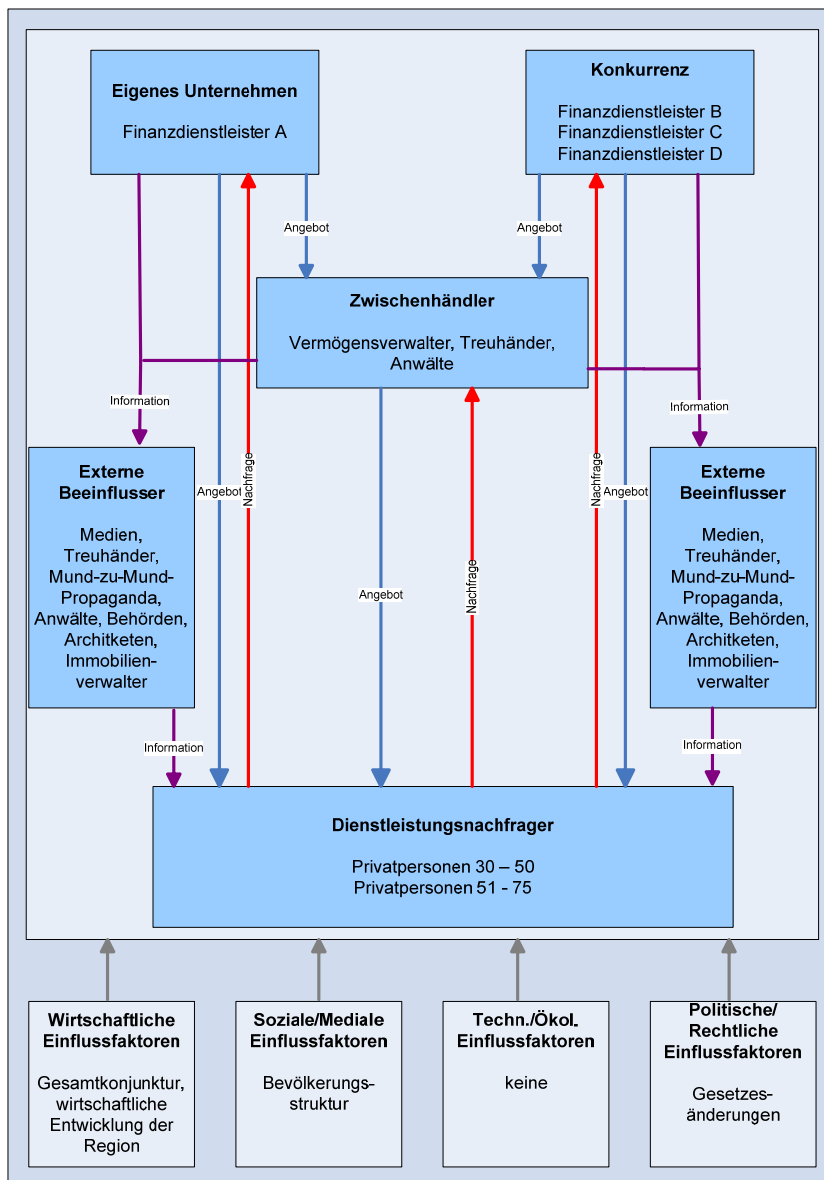 Eigenes Unternehmen
Finanzdienstleister A
Konkurrenz
Finanzdienstleister B
Finanzdienstleister C
Finanzdienstleister D
Angebot
Angebot
Zwischenhändler
Vermögensverwalter, Treuhänder,
Anwälte
Information
Information
Externe
Beeinflusser
Medien,
Treuhänder,
Mund-zu-Mund-
Propaganda,
Anwälte, Behörden,
Architketen,
Immobilien-
verwalter
Angebot
Nachfrage
Angebot
Nachfrage
Nachfrage
Angebot
Externe
Beeinflusser
Medien,
Treuhänder,
Mund-zu-Mund-
Propaganda,
Anwälte, Behörden,
Architketen,
Immobilien-
verwalter
Information
Information
Dienstleistungsnachfrager
Privatpersonen 30 – 50
Privatpersonen 51 - 75
Wirtschaftliche
Einflussfaktoren
Gesamtkonjunktur,
wirtschaftliche
Entwicklung der
Region
Soziale/Mediale
Einflussfaktoren
Bevölkerungs-
struktur
Techn./Ökol.
Einflussfaktoren
keine
Politische/
Rechtliche
Einflussfaktoren
Gesetzes-
änderungen